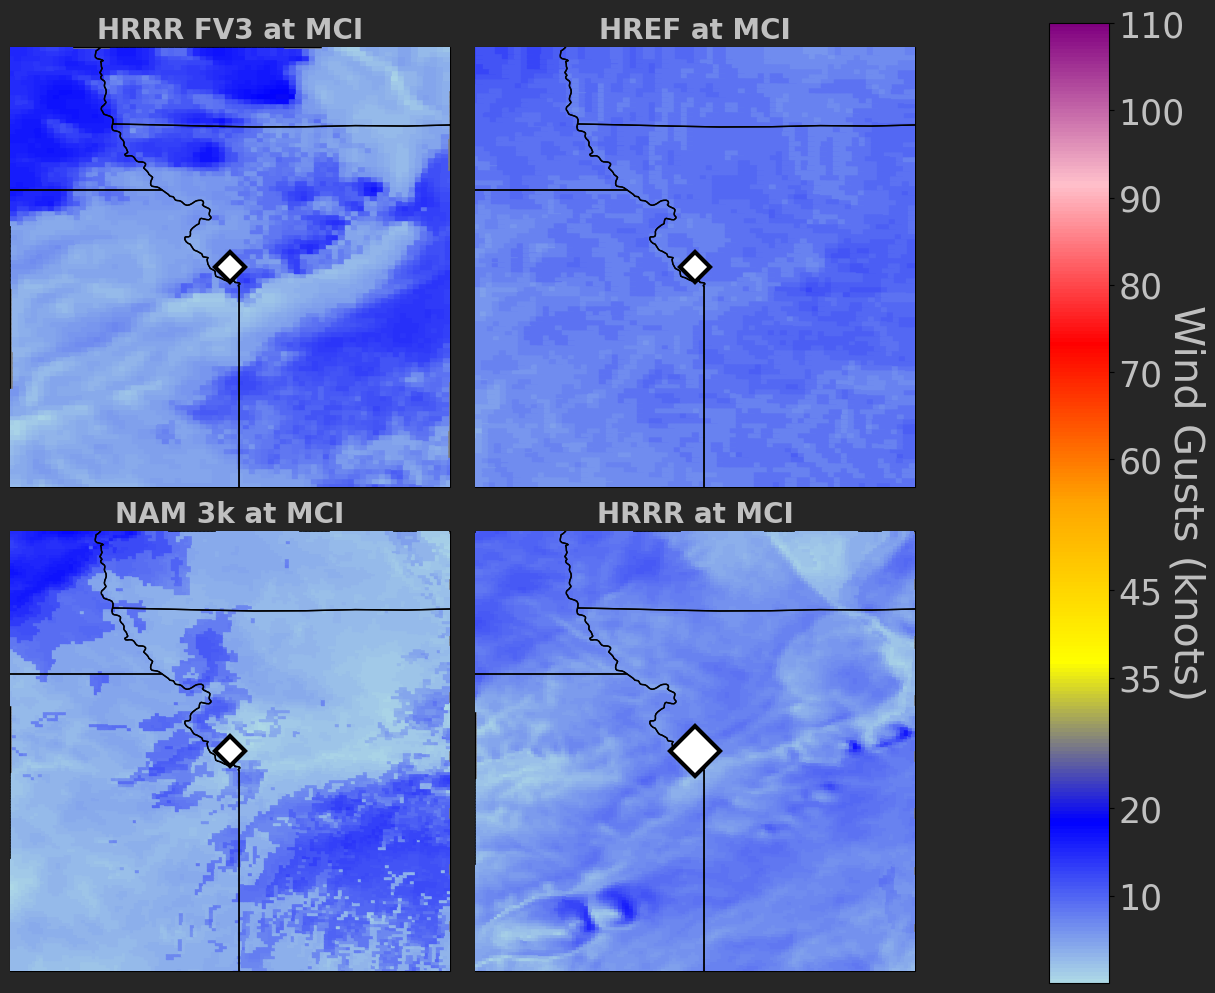 HRRR FV3 at MCI
HREF at MCI
NAM 3k at MCI
HRRR at MCI
110
100
90
80
70
60
45
35
20
10
Wind Gusts (knots)